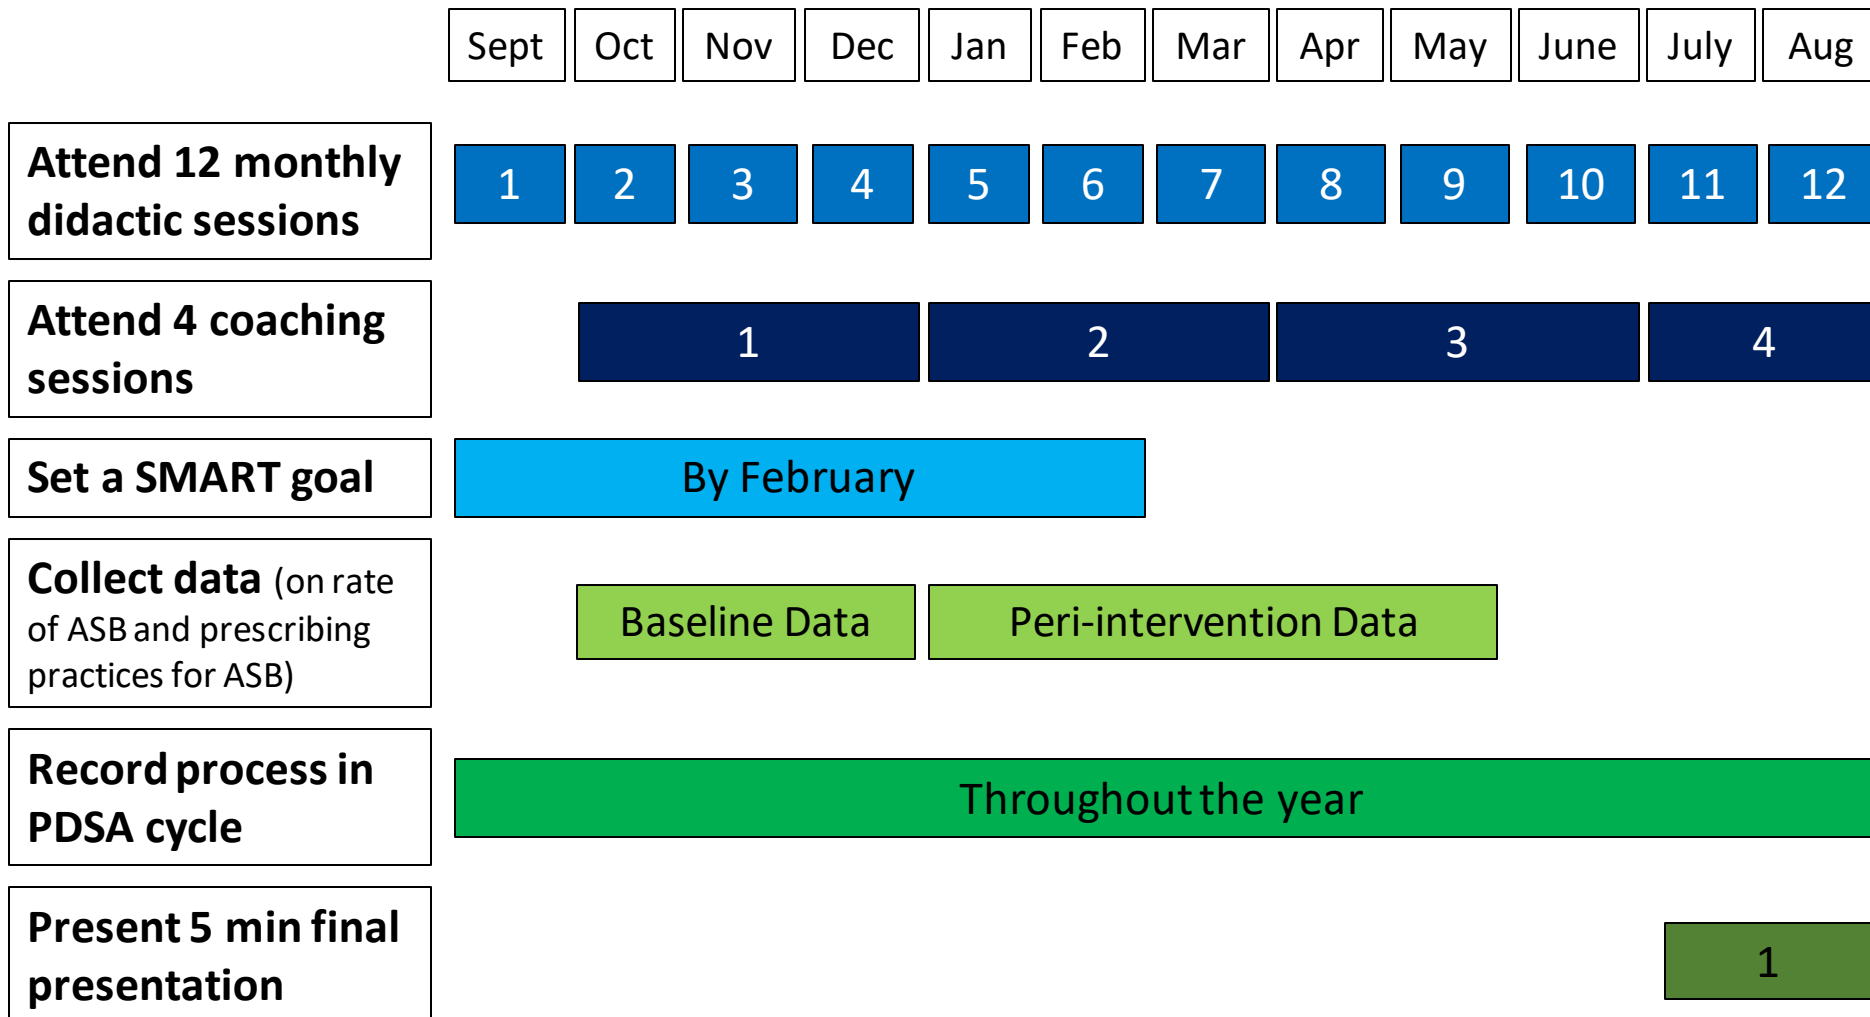 Sept Oct Nov Dec Jan Feb Mar Apr May June July Aug
Attend 12 monthly
didactic sessions
1 2 3 4 5 6 7 8 9 10 11 12
Attend 4 coaching
sessions
1 2 3 4
Set a SMART goal
By February
Collect data (on rate
of ASB and prescribing
practices for ASB)
Baseline Data Peri-intervention Data
Record process in
PDSA cycle
Throughout the year
Present 5 min final
presentation
1